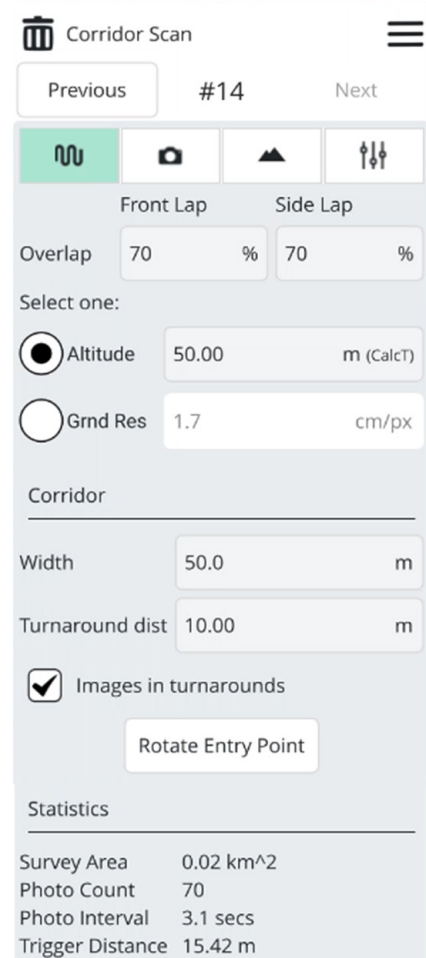 Corridor Scan
Previous #14 Next
Front Lap Side Lap
Overlap 70 % 70 %
Select one:
Altitude 50.00 m (CalcT)
Grnd Res 1.7 cm/px
Corridor
Width 50.0 m
Turnaround dist 10.00 m
Images in turnarounds
Rotate Entry Point
Statistics
Survey Area 0.02 km^2
Photo Count 70
Photo Interval 3.1 secs
Trigger Distance 15.42 m